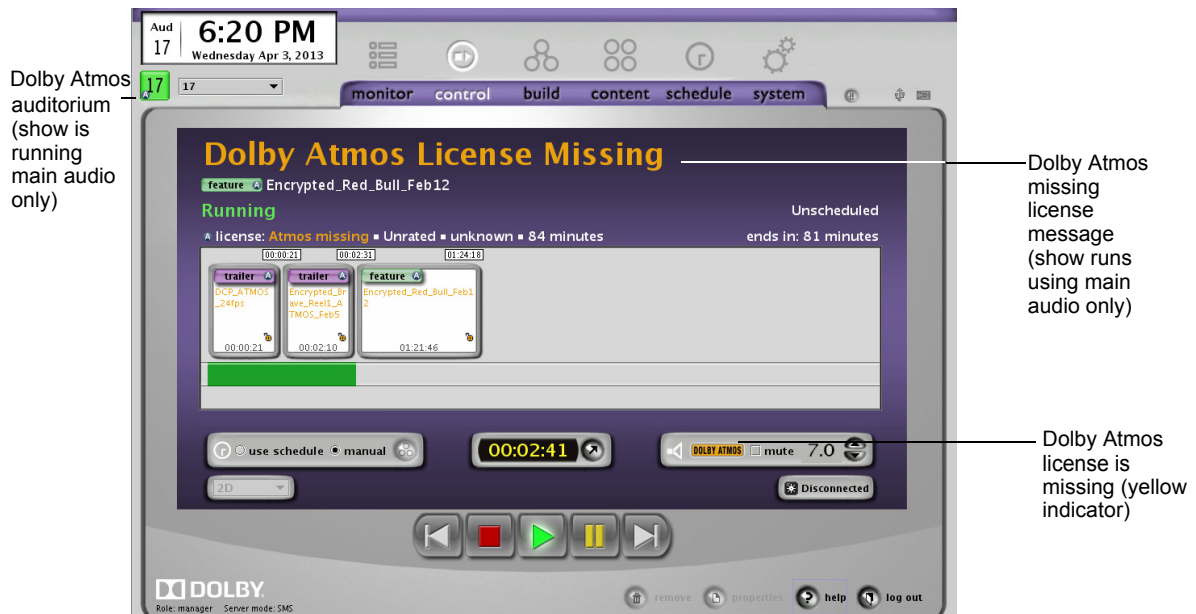 Aud
17
6:20 PM
Wednesday Apr 3, 2013
17
A
17
monitor
control
build
content
schedule
system
Dolby Atmos
auditorium
(show is
running
main audio
only)
Dolby Atmos License Missing
feature A Encrypted_Red_Bull_Feb12
Running
Unscheduled
A license: Atmos missing ▪ Unrated ▪ unknown ▪ 84 minutes
ends in: 81 minutes
00:00:21
00:02:31
01:24:18
trailer A
DCP_ATMOS
_24fps
00:00:21
trailer A
Encrypted_Br
ave_Reel1_A
TMOS_Feb5
00:02:10
feature A
Encrypted_Red_Bull_Feb1
2
01:21:46
use schedule
manual
00:02:41
DOLBY ATMOS
mute
7.0
2D
Disconnected
Dolby Atmos
missing
license
message
(show runs
using main
audio only)
Dolby Atmos
license is
missing (yellow
indicator)
DOLBY
Role: manager Server mode: SMS
remove
properties
? help
log out